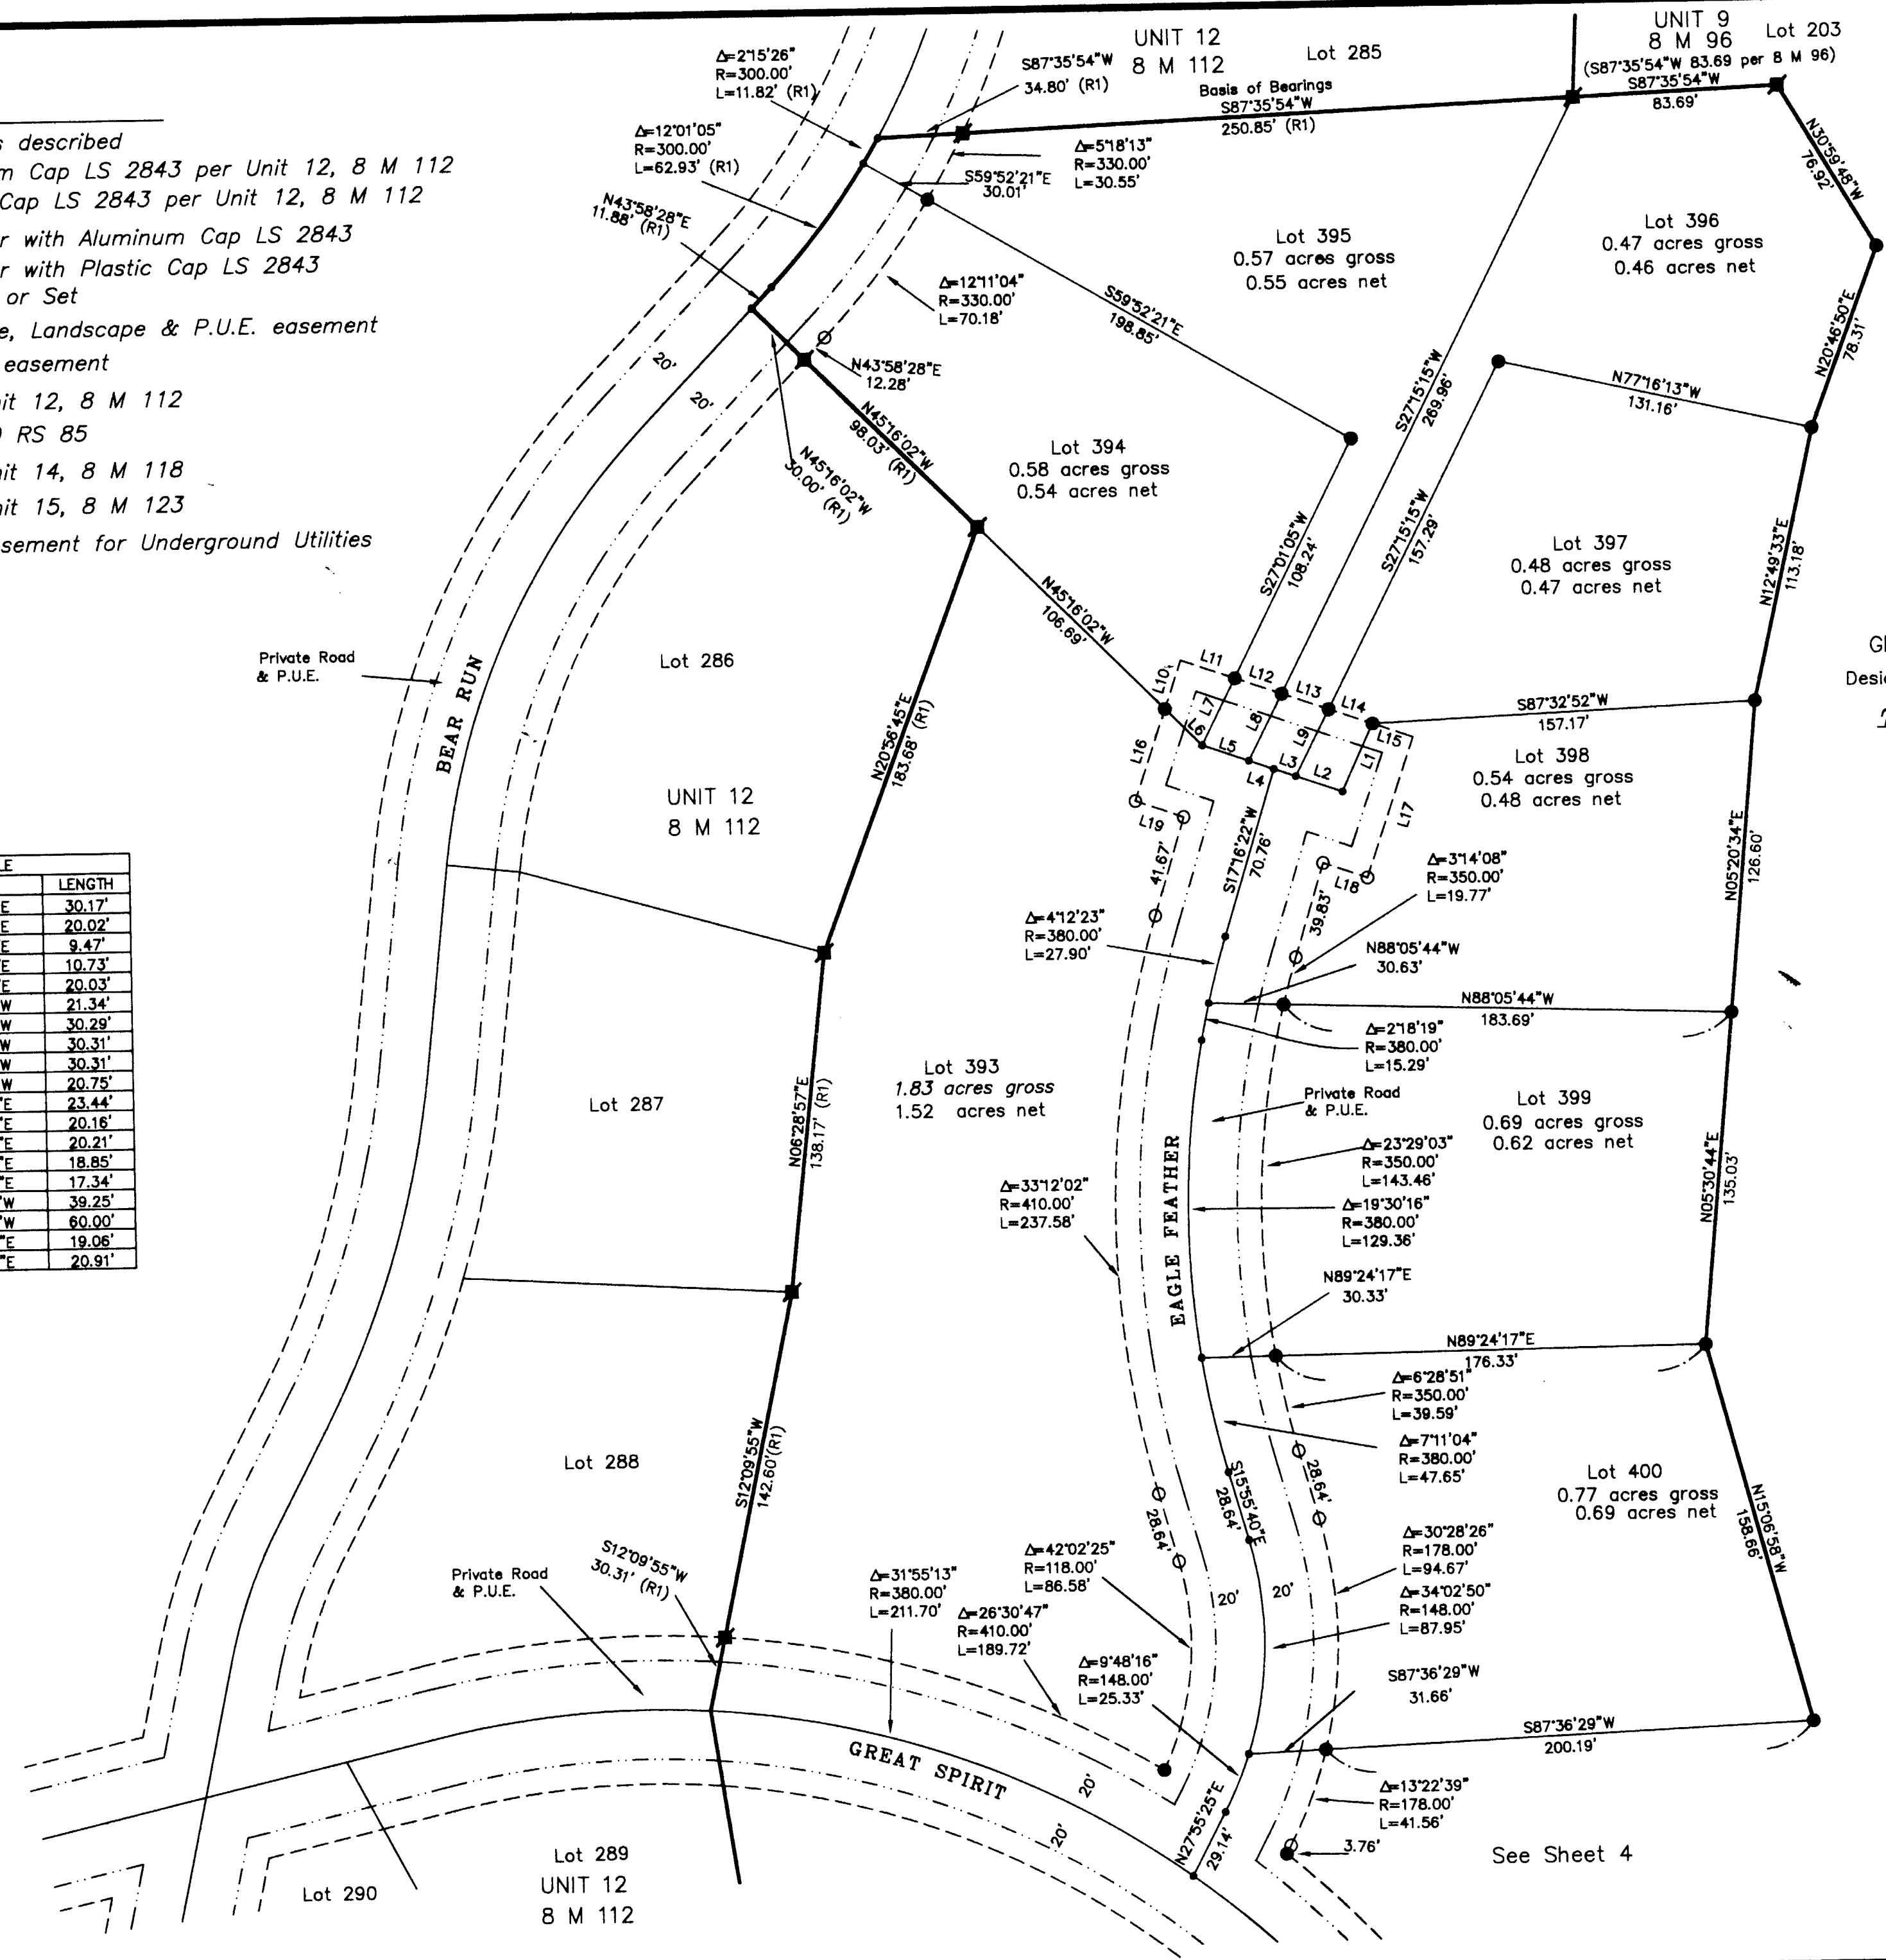 UNIT 12
8 M 112
Lot 285
UNIT 9
8 M 96
Lot 203
(S87°35'54"W 83.69 per 8 M 96)
S87°35'54"W
83.69'
Basis of Bearings
S87°35'54"W
250.85' (R1)
S87°35'54"W
34.80' (R1)
Δ=2°15'26"
R=300.00'
L=11.82' (R1)
Δ=12°01'05"
R=300.00'
L=62.93' (R1)
N43°58'28"E
11.88' (R1)
Δ=5°18'13"
R=330.00'
L=30.55'
S59°52'21"E
30.01'
Δ=12°11'04"
R=330.00'
L=70.18'
N43°58'28"E
12.28'
s described
m Cap LS 2843 per Unit 12, 8 M 112
Cap LS 2843 per Unit 12, 8 M 112
r with Aluminum Cap LS 2843
r with Plastic Cap LS 2843
or Set
e, Landscape & P.U.E. easement
easement
it 12, 8 M 112
RS 85
nit 14, 8 M 118
nit 15, 8 M 123
sement for Underground Utilities
N30°59'48"W
76.92'
Lot 396
0.47 acres gross
0.46 acres net
Lot 395
0.57 acres gross
0.55 acres net
S59°52'21"E
198.85'
N20°46'50"E
78.31'
N77°16'13"W
131.16'
S27°15'15"W
269.96'
S27°15'15"W
157.29'
20'
20'
N45°16'02"W
98.03' (R1)
N45°16'02"W
30.00' (R1)
Lot 394
0.58 acres gross
0.54 acres net
S27°01'05"W
108.24'
Lot 397
0.48 acres gross
0.47 acres net
N12°49'33"E
113.18'
N45°16'02"W
106.69'
Private Road
& P.U.E.
BEAR RUN
Lot 286
N20°56'45"E
183.68' (R1)
UNIT 12
8 M 112
L10
L11
L12
L13
L14
L15
L7
L8
L9
L1
L6
L5
L4
L3
L2
L16
L17
L19
L18
S87°32'52"W
157.17'
Lot 398
0.54 acres gross
0.48 acres net
N05°20'34"E
126.60'
S17°16'22"W
70.76'
41.67'
39.83'
Δ=3°14'08"
R=350.00'
L=19.77'
Δ=4°12'23"
R=380.00'
L=27.90'
N88°05'44"W
30.63'
N88°05'44"W
183.69'
Δ=2°18'19"
R=380.00'
L=15.29'
LE
LENGTH
E 30.17'
E 20.02'
E 9.47'
E 10.73'
E 20.03'
W 21.34'
W 30.29'
W 30.31'
W 30.31'
W 20.75'
E 23.44'
E 20.16'
E 20.21'
"E 18.85'
"E 17.34'
W 39.25'
"W 60.00'
"E 19.06'
"E 20.91'
Lot 287
N06°28'57"E
138.17' (R1)
Lot 393
1.83 acres gross
1.52 acres net
Private Road
& P.U.E.
Lot 399
0.69 acres gross
0.62 acres net
N05°30'44"E
135.03'
EAGLE FEATHER
Δ=23°29'03"
R=350.00'
L=143.46'
Δ=33°12'02"
R=410.00'
L=237.58'
Δ=19°30'16"
R=380.00'
L=129.36'
N89°24'17"E
30.33'
N89°24'17"E
176.33'
Δ=6°28'51"
R=350.00'
L=39.59'
Δ=7°11'04"
R=380.00'
L=47.65'
Lot 288
S12°09'55"W
142.60'(R1)
28.64'
S15°55'40"E
28.64'
28.64'
Lot 400
0.77 acres gross
0.69 acres net
N15°06'58"W
158.66'
Private Road
& P.U.E.
S12°09'55"W
30.31' (R1)
Δ=31°55'13"
R=380.00'
L=211.70'
Δ=26°30'47"
R=410.00'
L=189.72'
Δ=42°02'25"
R=118.00'
L=86.58'
Δ=9°48'16"
R=148.00'
L=25.33'
20'
20'
Δ=30°28'26"
R=178.00'
L=94.67'
Δ=34°02'50"
R=148.00'
L=87.95'
S87°36'29"W
31.66'
S87°36'29"W
200.19'
GREAT SPIRIT
20'
20'
N27°55'25"E
29.14'
Δ=13°22'39"
R=178.00'
L=41.56'
3.76'
See Sheet 4
Lot 290
Lot 289
UNIT 12
8 M 112